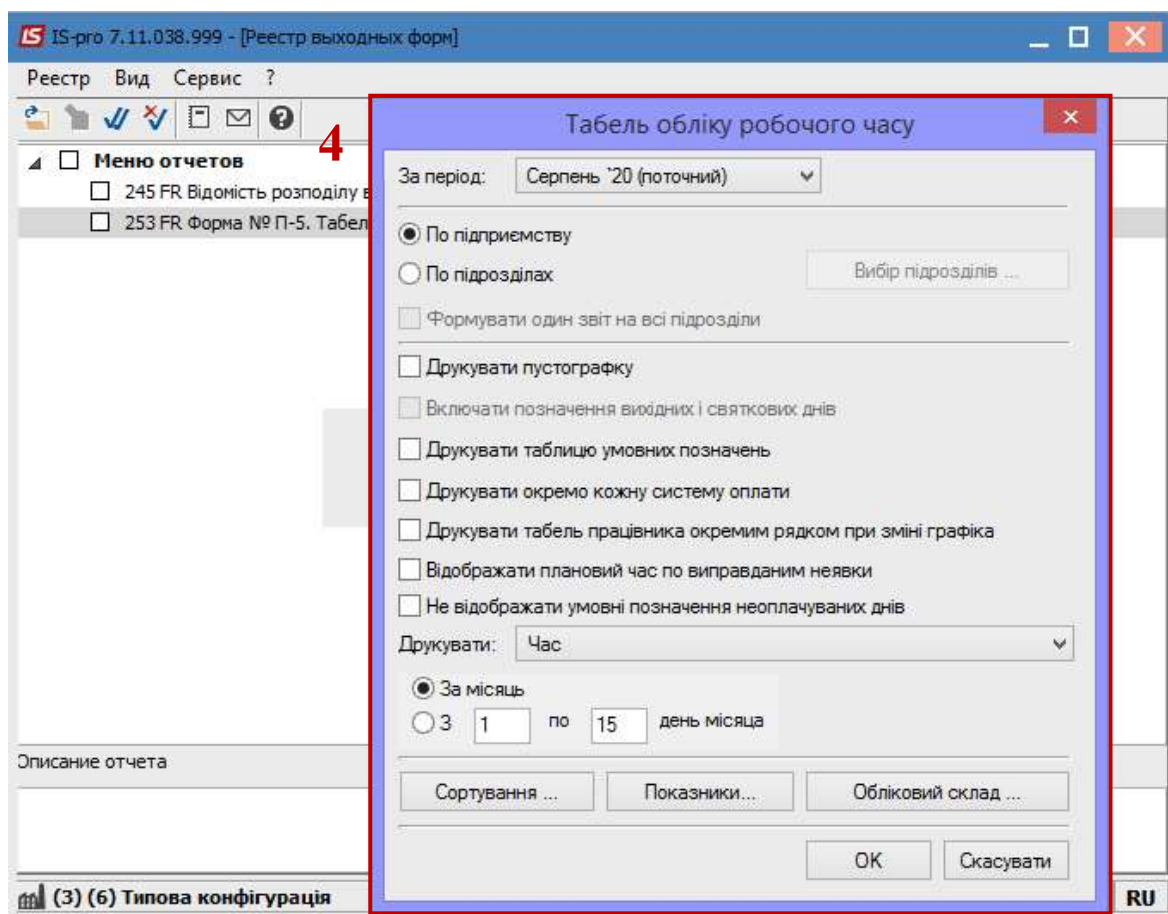 IS-pro 7.11.038.999 - [Реестр выходных форм]
Реестр Вид Сервис ?
4
Меню отчетов
245 FR Відомість розподілу в
253 FR Форма № П-5. Табел
Табель обліку робочого часу
За період: Серпень `20 (поточний)
По підприємству
По підрозділах
Вибір підрозділів ...
Формувати один звіт на всі підрозділи
Друкувати пустографку
Включати позначення вихідних і святкових днів
Друкувати таблицю умовних позначень
Друкувати окремо кожну систему оплати
Друкувати табель працівника окремим рядком при зміні графіка
Відображати плановий час по виправданим неявки
Не відображати умовні позначення неоплачуваних днів
Друкувати: Час
За місяць
З 1 по 15 день місяца
Сортування ... Показники... Обліковий склад ...
OK Скасувати
Описание отчета
(3) (6) Типова конфігурація
RU